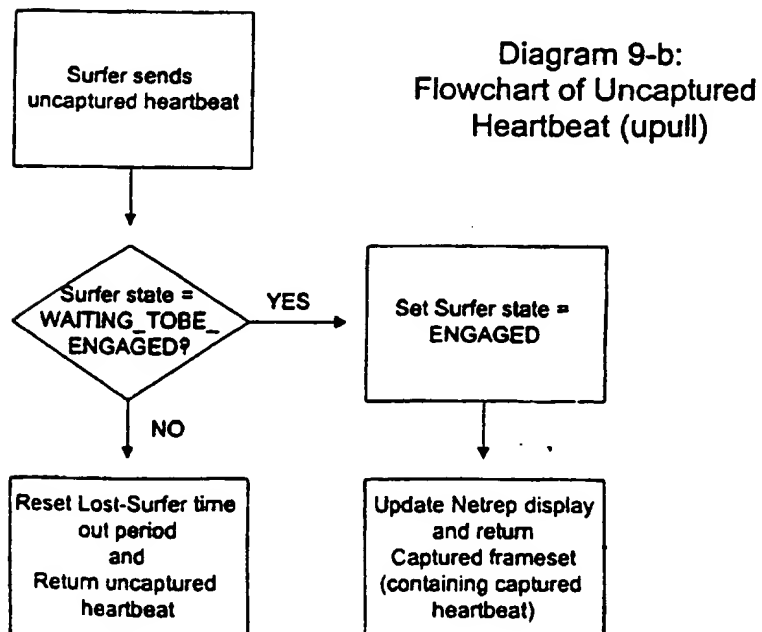 Diagram 9-b:
Flowchart of Uncaptured
Heartbeat (upull)
Surfer sends
uncaptured heartbeat
Surfer state =
WAITING_TOBE_
ENGAGED?
YES
Set Surfer state =
ENGAGED
NO
Reset Lost-Surfer time
out period
and
Return uncaptured
heartbeat
Update Netrep display
and return
Captured frameset
(containing captured
heartbeat)